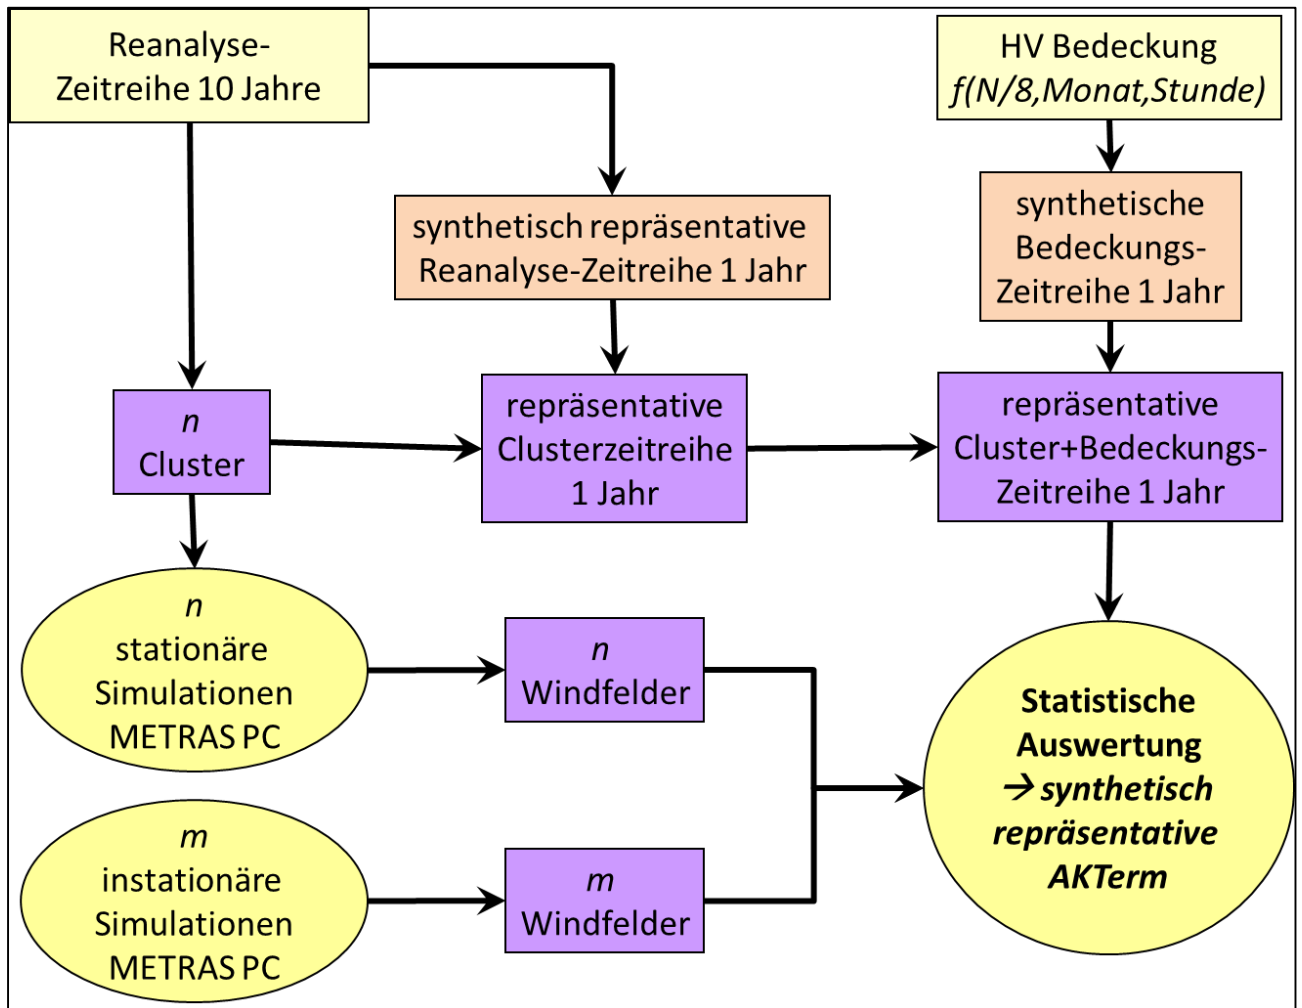 Reanalyse-
Zeitreihe 10 Jahre
HV Bedeckung
f(N/8,Monat,Stunde)
synthetisch repräsentative
Reanalyse-Zeitreihe 1 Jahr
synthetische
Bedeckungs-
Zeitreihe 1 Jahr
n
Cluster
repräsentative
Clusterzeitreihe
1 Jahr
repräsentative
Cluster+Bedeckungs-
Zeitreihe 1 Jahr
n
stationäre
Simulationen
METRAS PC
n
Windfelder
m
instationäre
Simulationen
METRAS PC
m
Windfelder
Statistische
Auswertung
→ synthetisch
repräsentative
AKTerm